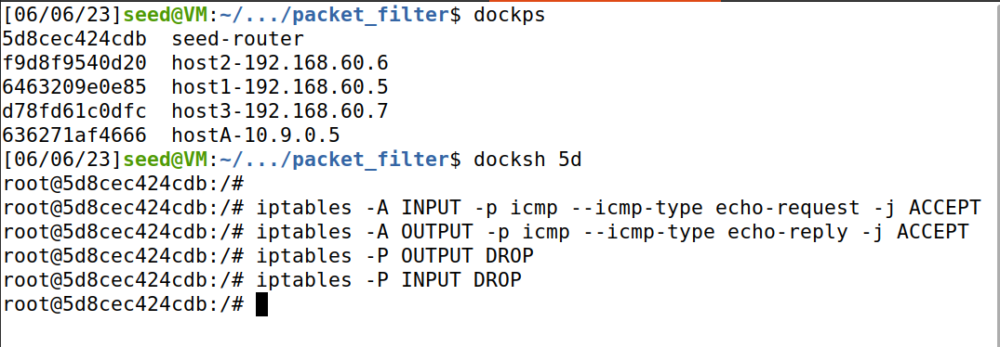 [06/06/23]seed@VM:~/.../packet_filter$ dockps
5d8cec424cdb  seed-router
f9d8f9540d20  host2-192.168.60.6
6463209e0e85  host1-192.168.60.5
d78fd61c0dfc  host3-192.168.60.7
636271af4666  hostA-10.9.0.5
[06/06/23]seed@VM:~/.../packet_filter$ docksh 5d
root@5d8cec424cdb:/#
root@5d8cec424cdb:/# iptables -A INPUT -p icmp --icmp-type echo-request -j ACCEPT
root@5d8cec424cdb:/# iptables -A OUTPUT -p icmp --icmp-type echo-reply -j ACCEPT
root@5d8cec424cdb:/# iptables -P OUTPUT DROP
root@5d8cec424cdb:/# iptables -P INPUT DROP
root@5d8cec424cdb:/#